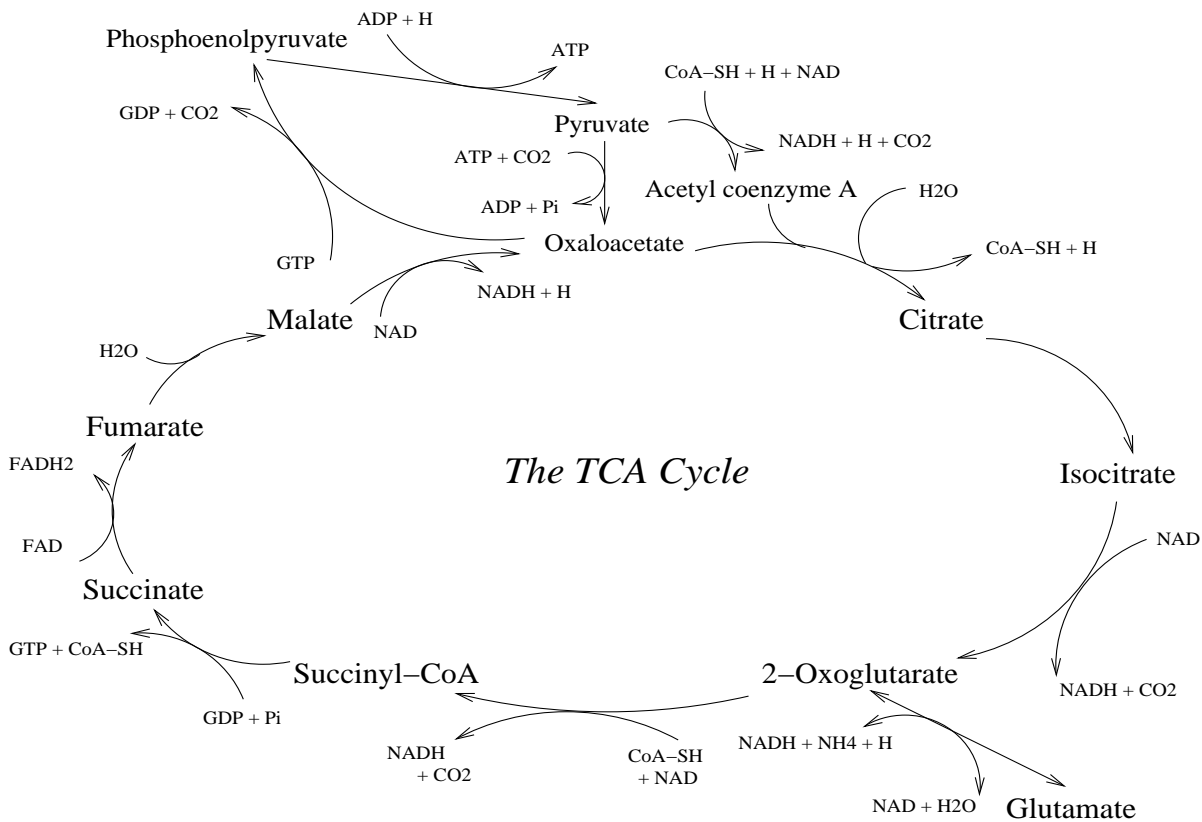 ADP + H
Phosphoenolpyruvate
ATP
CoA–SH + H + NAD
GDP + CO2
Pyruvate
NADH + H + CO2
ATP + CO2
Acetyl coenzyme A
H2O
ADP + Pi
Oxaloacetate
CoA–SH + H
GTP
NADH + H
Malate
NAD
Citrate
H2O
Fumarate
FADH2
The TCA Cycle
Isocitrate
FAD
NAD
Succinate
GTP + CoA–SH
Succinyl–CoA
2–Oxoglutarate
NADH + CO2
GDP + Pi
NADH
+ CO2
CoA–SH
+ NAD
NADH + NH4 + H
NAD + H2O
Glutamate